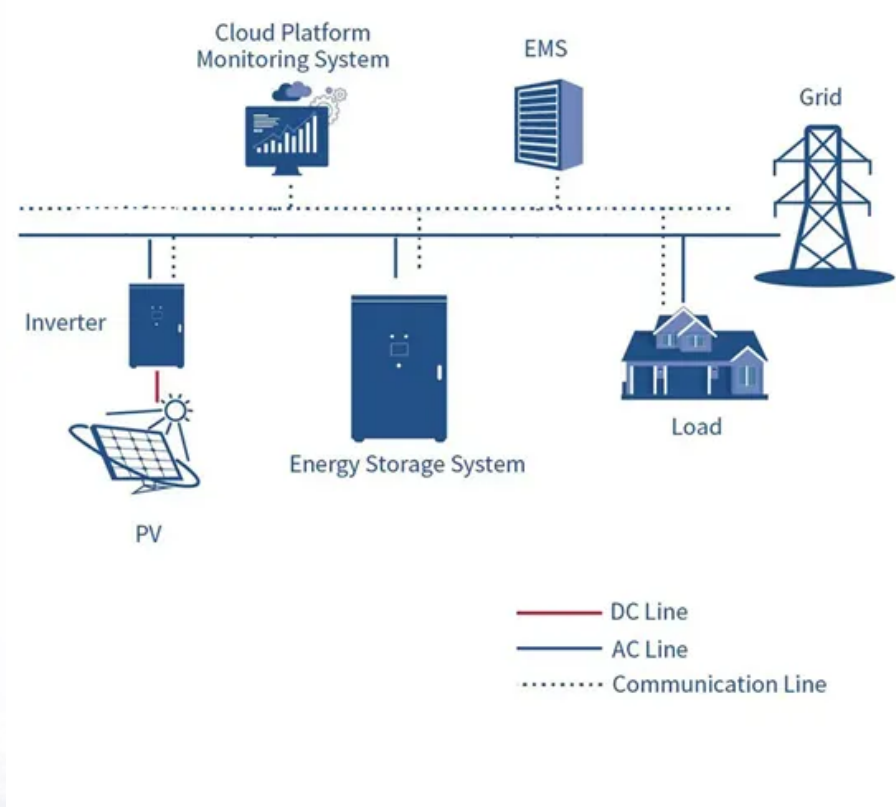 Cloud Platform
Monitoring System
EMS
Grid
Inverter
Load
Energy Storage System
PV
DC Line
AC Line
Communication Line